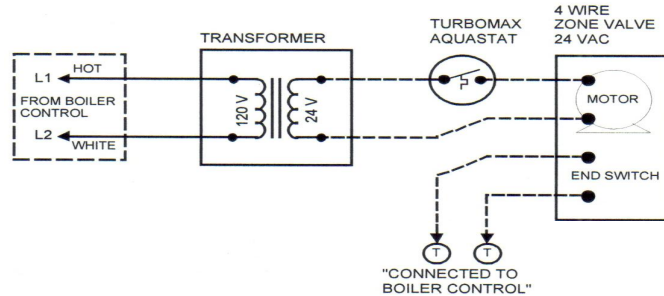 4 WIRE
ZONE VALVE
24 VAC
TURBOMAX
AQUASTAT
TRANSFORMER
L1
HOT
FROM BOILER
CONTROL
L2
WHITE
120 V
24 V
MOTOR
END SWITCH
T
T
"CONNECTED TO
BOILER CONTROL"